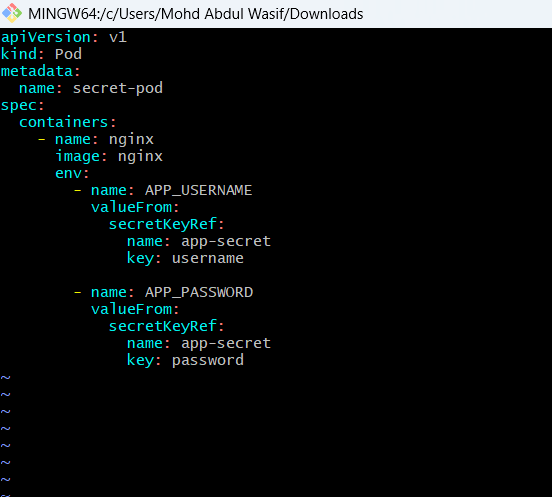 MINGW64:/c/Users/Mohd Abdul Wasif/Downloads
apiVersion: v1
kind: Pod
metadata:
  name: secret-pod
spec:
  containers:
    - name: nginx
      image: nginx
      env:
        - name: APP_USERNAME
          valueFrom:
            secretKeyRef:
              name: app-secret
              key: username

        - name: APP_PASSWORD
          valueFrom:
            secretKeyRef:
              name: app-secret
              key: password
~
~
~
~
~
~
~
~